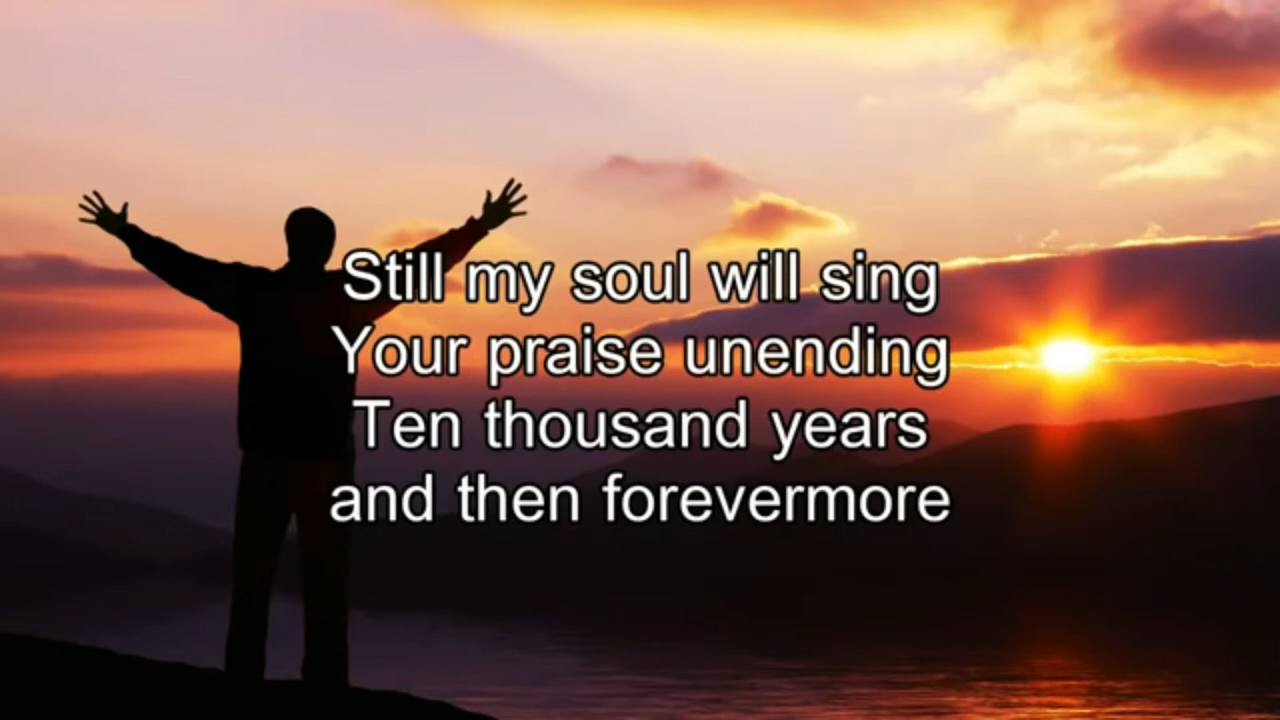 Still my soul will sing
Your praise unending
Ten thousand years
and then forevermore